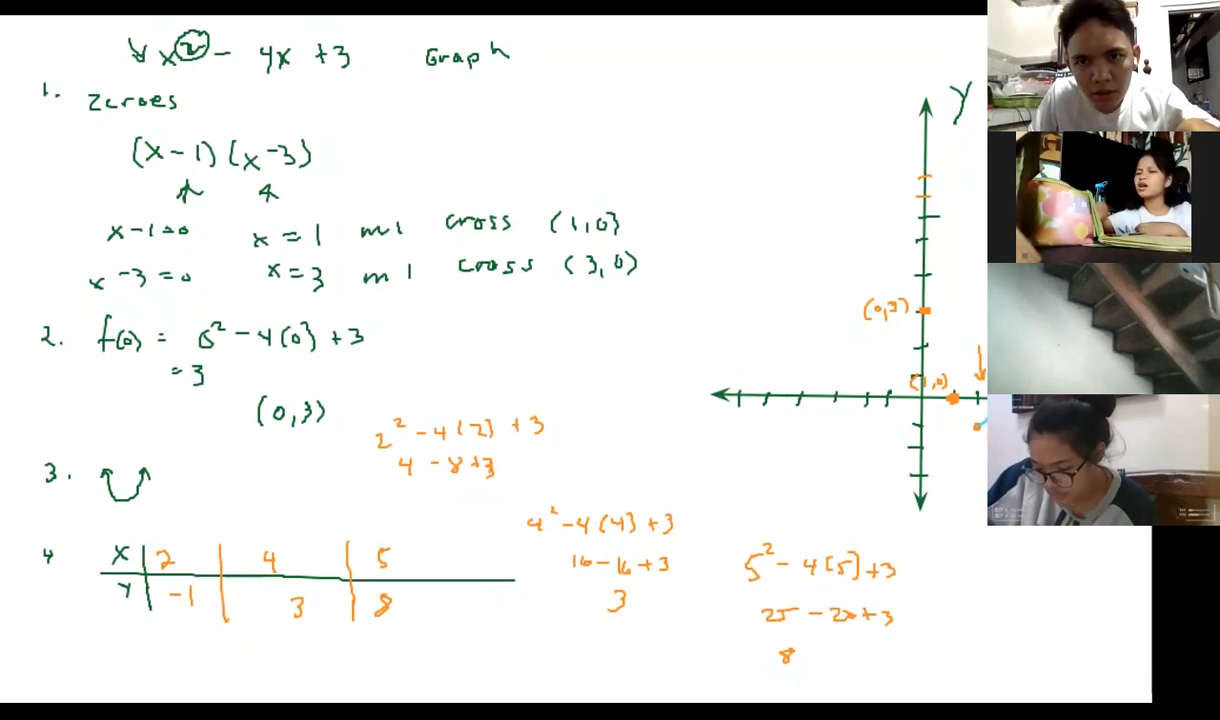 x² - 4x + 3 Graph
1. Zeroes
(x - 1) (x - 3)
x - 1 = 0 x = 1 m 1 cross (1,0)
x - 3 = 0 x = 3 m 1 cross (3,0)
2. f(0) = 0² - 4(0) + 3
= 3
(0,3)
2² - 4(2) + 3
4 - 8 + 3
3.
4² - 4(4) + 3
16 - 16 + 3
3
4
X 2 4 5
Y -1 3 8
5² - 4(5) + 3
25 - 20 + 3
8
Y
(0,3)
(1,0)